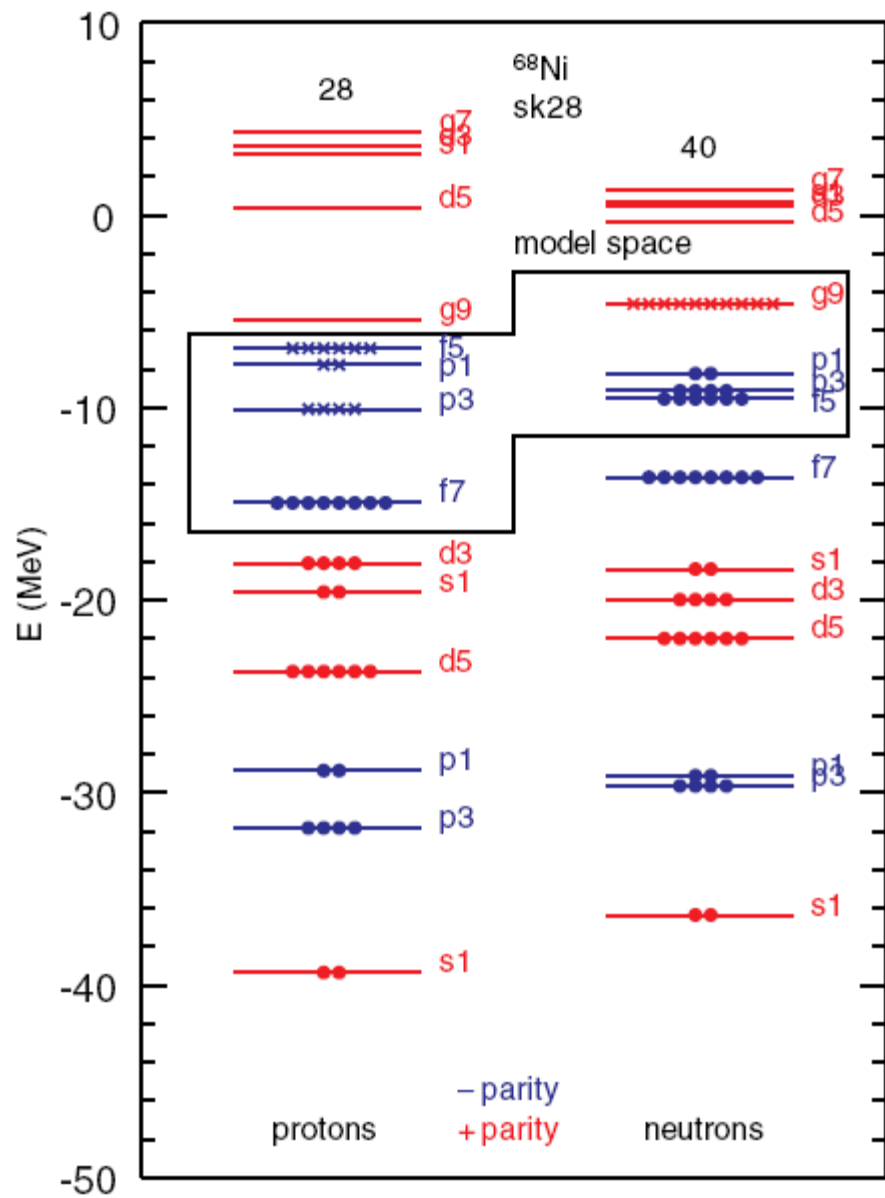 10
0
-10
-20
-30
-40
-50
E (MeV)
⁶⁸Ni
sk28
28
40
g7
s1
d5
g9
f5
p1
p3
f7
d3
s1
d5
p1
p3
s1
protons
model space
g7
d5
g9
p1
p3
f5
f7
s1
d3
d5
p1
p3
s1
neutrons
– parity
+ parity